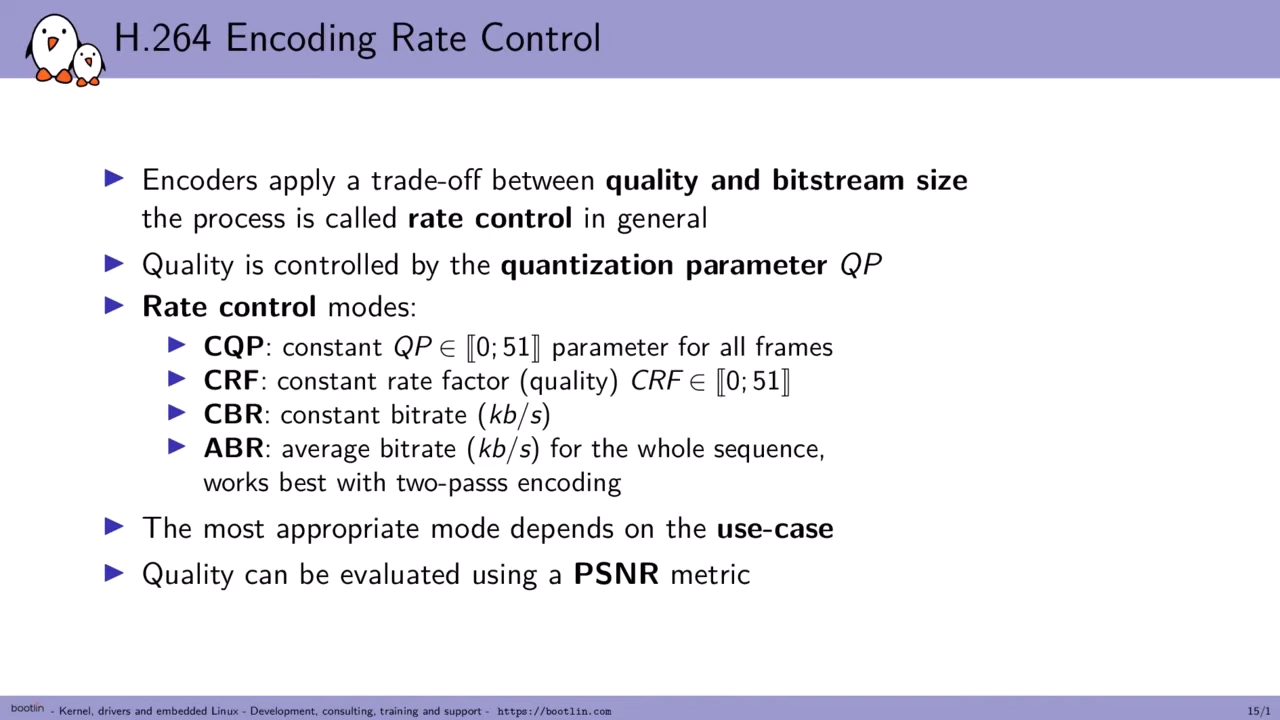 H.264 Encoding Rate Control
▶ Encoders apply a trade-off between quality and bitstream size
the process is called rate control in general
▶ Quality is controlled by the quantization parameter QP
▶ Rate control modes:
▶ CQP: constant QP ∈ ⟦0; 51⟧ parameter for all frames
▶ CRF: constant rate factor (quality) CRF ∈ ⟦0; 51⟧
▶ CBR: constant bitrate (kb/s)
▶ ABR: average bitrate (kb/s) for the whole sequence,
works best with two-passs encoding
▶ The most appropriate mode depends on the use-case
▶ Quality can be evaluated using a PSNR metric
bootlin - Kernel, drivers and embedded Linux - Development, consulting, training and support - https://bootlin.com 15/1